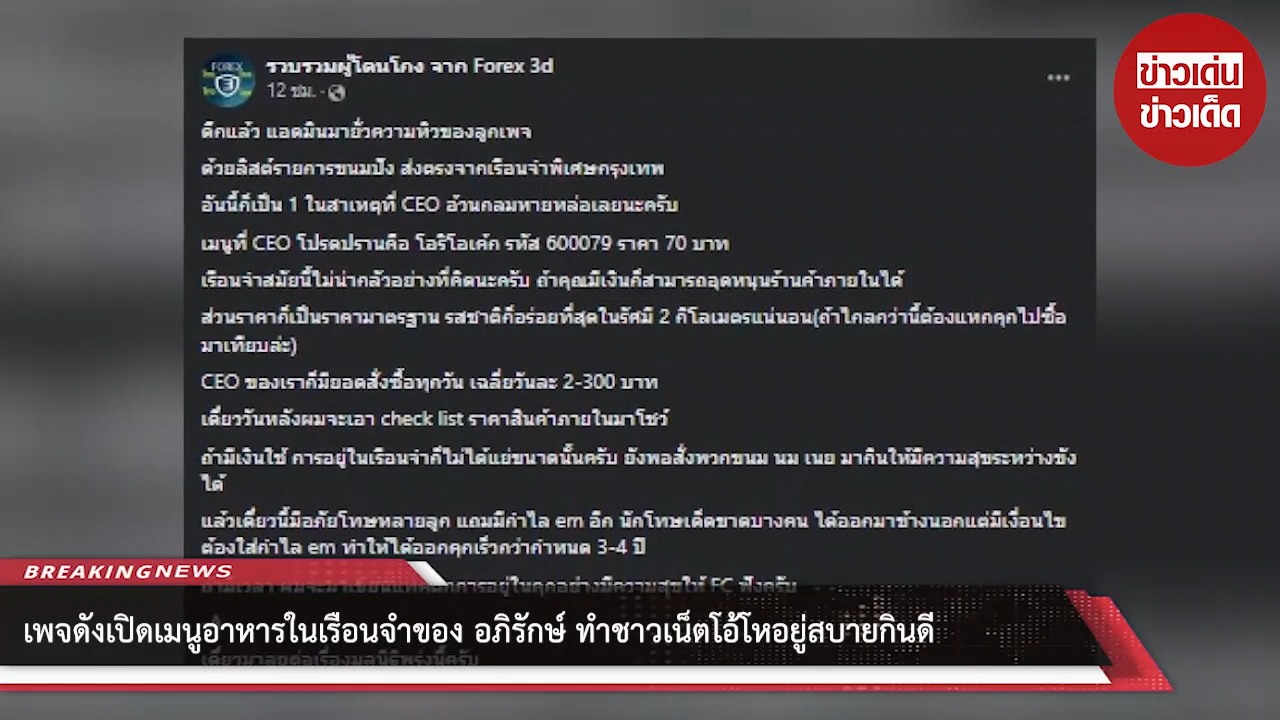 ข่าวเด่น
ข่าวเด็ด
รวบรวมผู้โดนโกง จาก Forex 3d
12 ชม.
ดึกแล้ว แอดมินมายั่วความหิวของลูกเพจ
ด้วยลิสต์รายการขนมปัง ส่งตรงจากเรือนจำพิเศษกรุงเทพ
อันนี้ก็เป็น 1 ในสาเหตุที่ CEO อ้วนกลมหายหล่อเลยนะครับ
เมนูที่ CEO โปรดปรานคือ โอริโอเค้ก รหัส 600079 ราคา 70 บาท
เรือนจำสมัยนี้ไม่น่ากลัวอย่างที่คิดนะครับ ถ้าคุณมีเงินก็สามารถอุดหนุนร้านค้าภายในได้
ส่วนราคาก็เป็นราคามาตรฐาน รสชาติก็อร่อยที่สุดในรัศมี 2 กิโลเมตรแน่นอน(ถ้าไกลกว่านี้ต้องแหกคุกไปซื้อ
มาเทียบล่ะ)
CEO ของเราก็มียอดสั่งซื้อทุกวัน เฉลี่ยวันละ 2-300 บาท
เดี๋ยววันหลังผมจะเอา check list ราคาสินค้าภายในมาโชว์
ถ้ามีเงินใช้ การอยู่ในเรือนจำก็ไม่ได้แย่ขนาดนั้นครับ ยังพอสั่งพวกขนม นม เนย มากินให้มีความสุขระหว่างขัง
ได้
แล้วเดี๋ยวนี้มีอภัยโทษหลายลูก แถมมีกำไล em อีก นักโทษเด็ดขาดบางคน ได้ออกมาข้างนอกแต่มีเงื่อนไข
ต้องใส่กำไล em ทำให้ได้ออกคุกเร็วกว่ากำหนด 3-4 ปี
การอยู่ในคุกอย่างมีความสุขให้ FC ฟังครับ
BREAKING NEWS
เพจดังเปิดเมนูอาหารในเรือนจำของ อภิรักษ์ ทำชาวเน็ตโอ้โหอยู่สบายกินดี